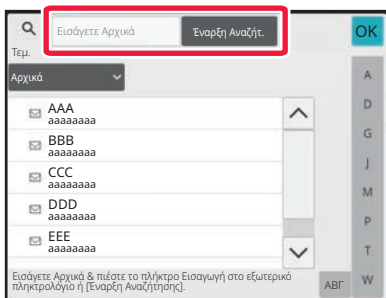 Εισάγετε Αρχικά
Έναρξη Αναζήτ.
OK
Τεμ.
Αρχικά
AAA
aaaaaaaa
BBB
aaaaaaaa
CCC
aaaaaaaa
DDD
aaaaaaaa
EEE
aaaaaaaa
A
D
G
J
M
P
T
W
ΑΒΓ
Εισάγετε Αρχικά & πιέστε το πλήκτρο Εισαγωγή στο εξωτερικό
πληκτρολόγιο ή [Έναρξη Αναζήτησης].